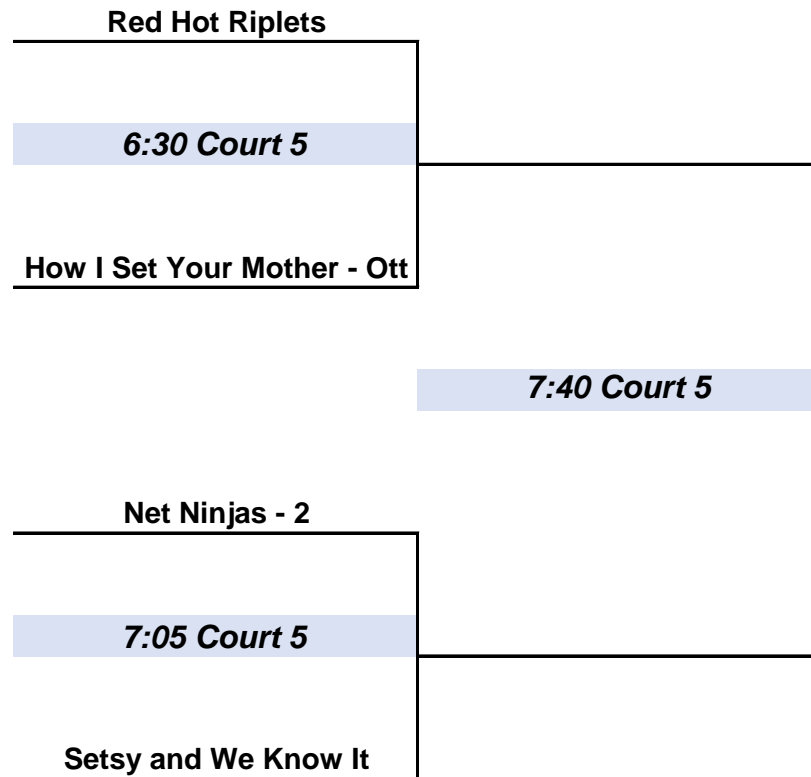 Red Hot Riplets
6:30 Court 5
How I Set Your Mother - Ott
7:40 Court 5
Net Ninjas - 2
7:05 Court 5
Setsy and We Know It